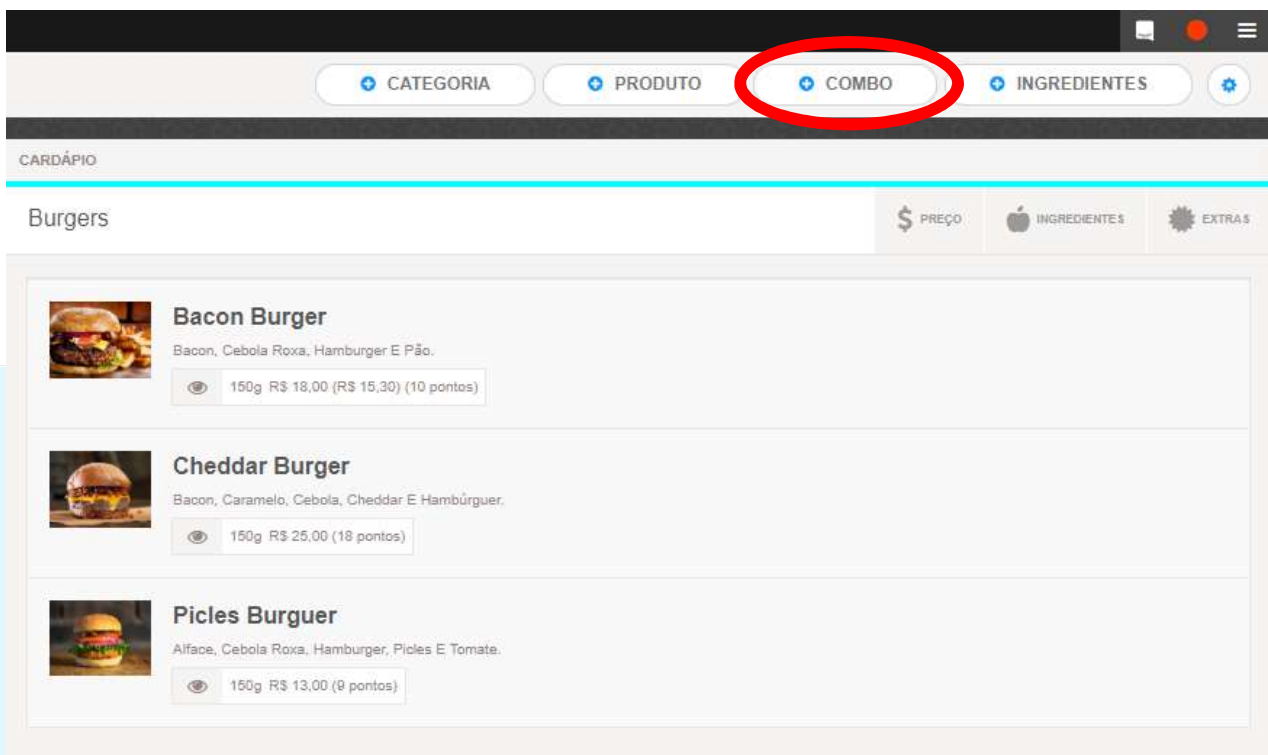 CATEGORIA PRODUTO COMBO INGREDIENTES
CARDÁPIO
Burgers PREÇO INGREDIENTES EXTRAS
Bacon Burger
Bacon, Cebola Roxa, Hamburger E Pão.
150g R$ 18,00 (R$ 15,30) (10 pontos)
Cheddar Burger
Bacon, Caramelo, Cebola, Cheddar E Hambúrguer.
150g R$ 25,00 (18 pontos)
Picles Burguer
Alface, Cebola Roxa, Hamburger, Picles E Tomate.
150g R$ 13,00 (9 pontos)